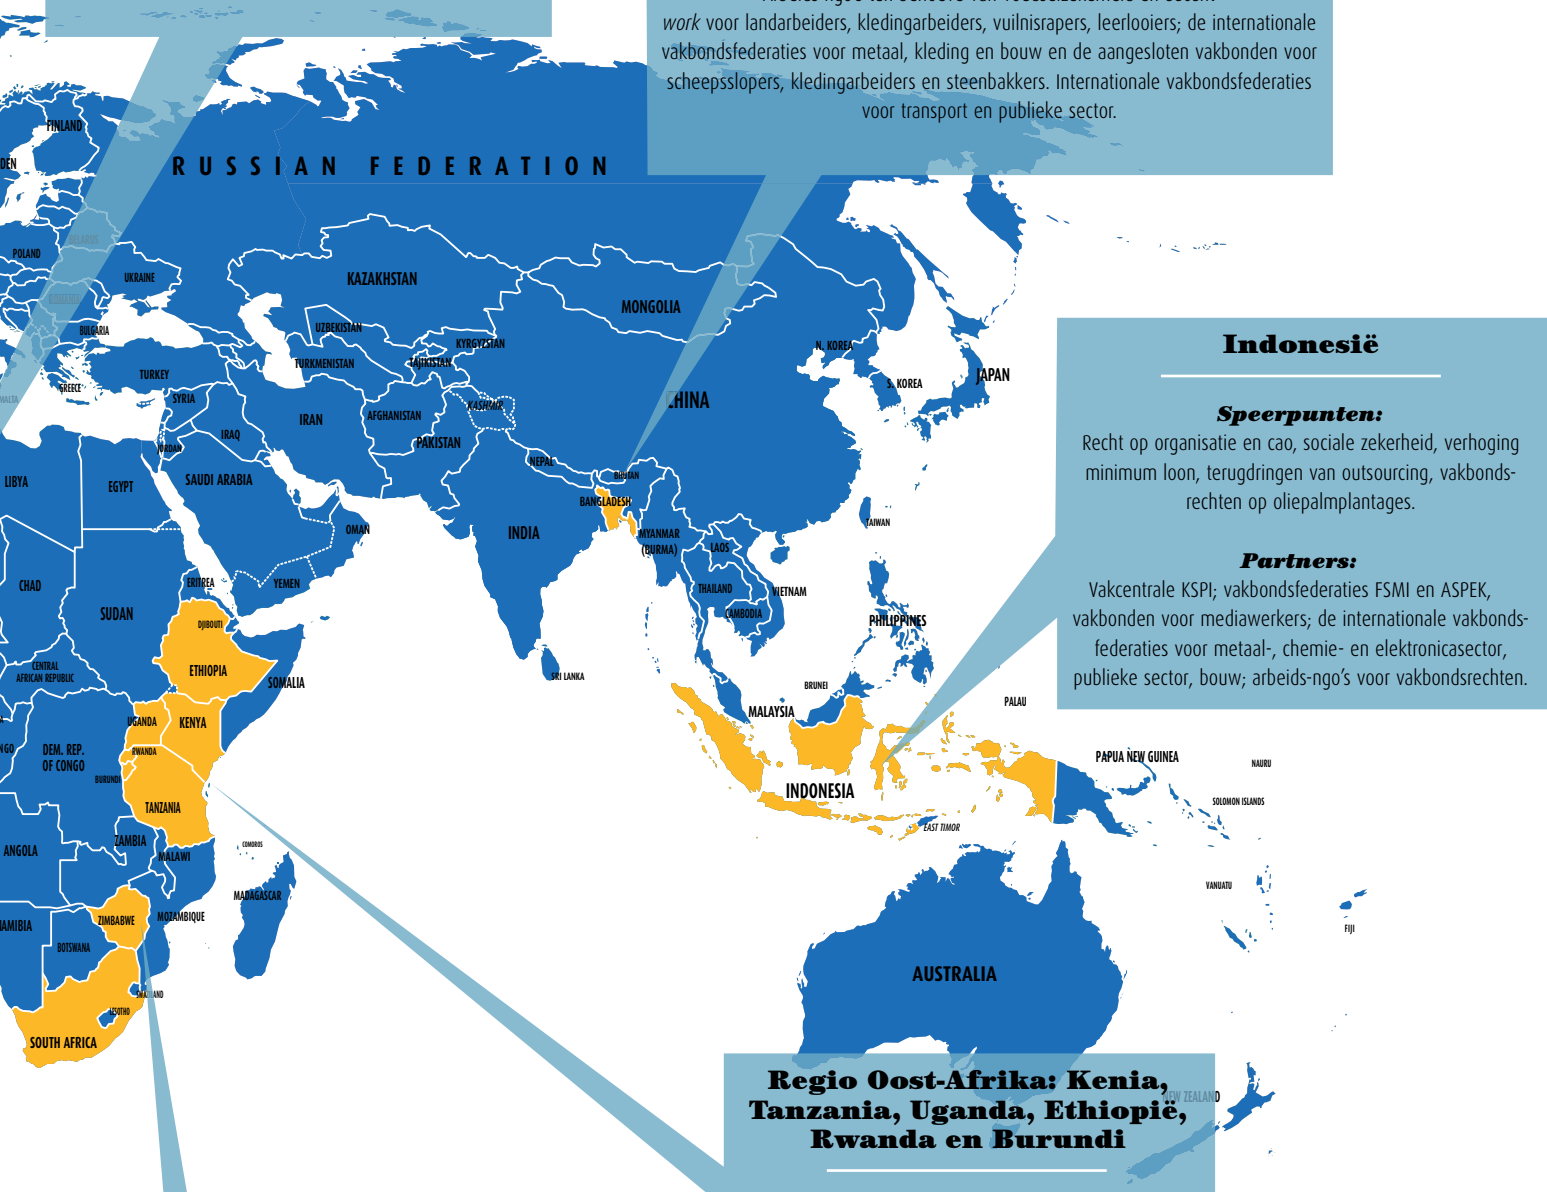 work voor landarbeiders, kledingarbeiders, vuilnisrapers, leerlooiers; de internationale
vakbondsfederaties voor metaal, kleding en bouw en de aangesloten vakbonden voor
scheepsslopers, kledingarbeiders en steenbakkers. Internationale vakbondsfederaties
voor transport en publieke sector.
FINLAND
DEN
RUSSIAN FEDERATION
BELARUS
POLAND
UKRAINE
KAZAKHSTAN
MONGOLIA
ROMANIA
BULGARIA
UZBEKISTAN
KYRGYZSTAN
N. KOREA
TURKMENISTAN
TAJIKISTAN
TURKEY
JAPAN
S. KOREA
GREECE
MALTA
SYRIA
KASHMIR
CHINA
AFGHANISTAN
IRAN
IRAQ
PAKISTAN
JORDAN
NEPAL
BHUTAN
LIBYA
EGYPT
SAUDI ARABIA
BANGLADESH
OMAN
INDIA
TAIWAN
MYANMAR
(BURMA)
LAOS
CHAD
ERITREA
YEMEN
THAILAND
VIETNAM
SUDAN
CAMBODIA
DJIBOUTI
PHILIPPINES
CENTRAL
AFRICAN REPUBLIC
ETHIOPIA
SOMALIA
SRI LANKA
BRUNEI
PALAU
MALAYSIA
UGANDA
KENYA
NGO
DEM. REP.
OF CONGO
RWANDA
BURUNDI
PAPUA NEW GUINEA
NAURU
INDONESIA
TANZANIA
SOLOMON ISLANDS
EAST TIMOR
ANGOLA
ZAMBIA
MALAWI
COMOROS
MADAGASCAR
VANUATU
AMIBIA
ZIMBABWE
MOZAMBIQUE
BOTSWANA
FIJI
AUSTRALIA
SWAZILAND
LESOTHO
SOUTH AFRICA
NEW ZEALAND
Indonesië
Speerpunten:
Recht op organisatie en cao, sociale zekerheid, verhoging
minimum loon, terugdringen van outsourcing, vakbonds-
rechten op oliepalmplantages.
Partners:
Vakcentrale KSPI; vakbondsfederaties FSMI en ASPEK,
vakbonden voor mediawerkers; de internationale vakbonds-
federaties voor metaal-, chemie- en elektronicasector,
publieke sector, bouw; arbeids-ngo's voor vakbondsrechten.
Regio Oost-Afrika: Kenia,
Tanzania, Uganda, Ethiopië,
Rwanda en Burundi